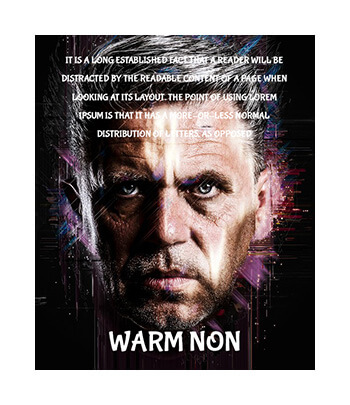 IT IS A LONG ESTABLISHED FACT THAT A READER WILL BE
DISTRACTED BY THE READABLE CONTENT OF A PAGE WHEN
LOOKING AT ITS LAYOUT. THE POINT OF USING LOREM
IPSUM IS THAT IT HAS A MORE-OR-LESS NORMAL
DISTRIBUTION OF LETTERS, AS OPPOSED
WARM NON